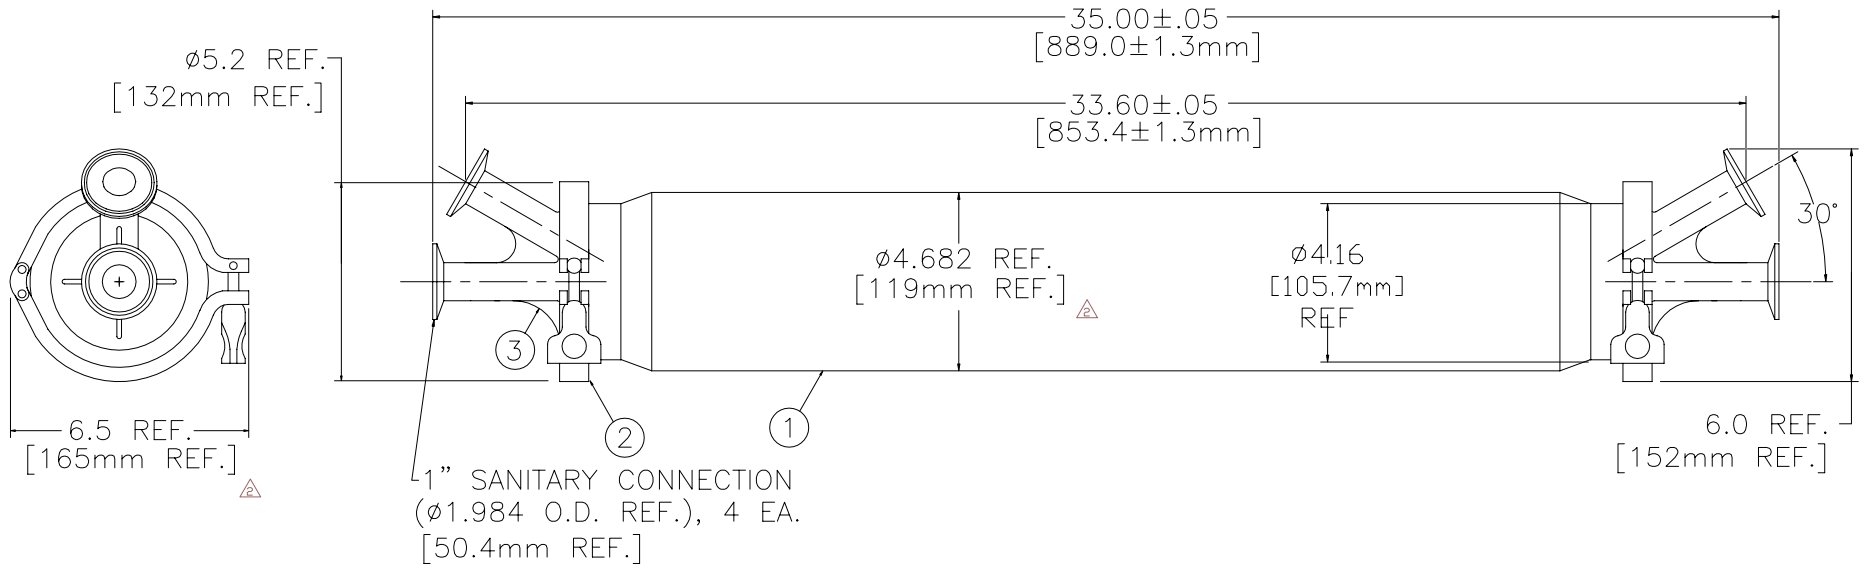 35.00±.05
[889.0±1.3mm]
ø5.2 REF.
[132mm REF.]
33.60±.05
[853.4±1.3mm]
30°
ø4.682 REF.
[119mm REF.]
2
ø4.16
[105.7mm]
REF
3
2
1
6.5 REF.
[165mm REF.]
2
6.0 REF.
[152mm REF.]
1” SANITARY CONNECTION
(ø1.984 O.D. REF.), 4 EA.
[50.4mm REF.]